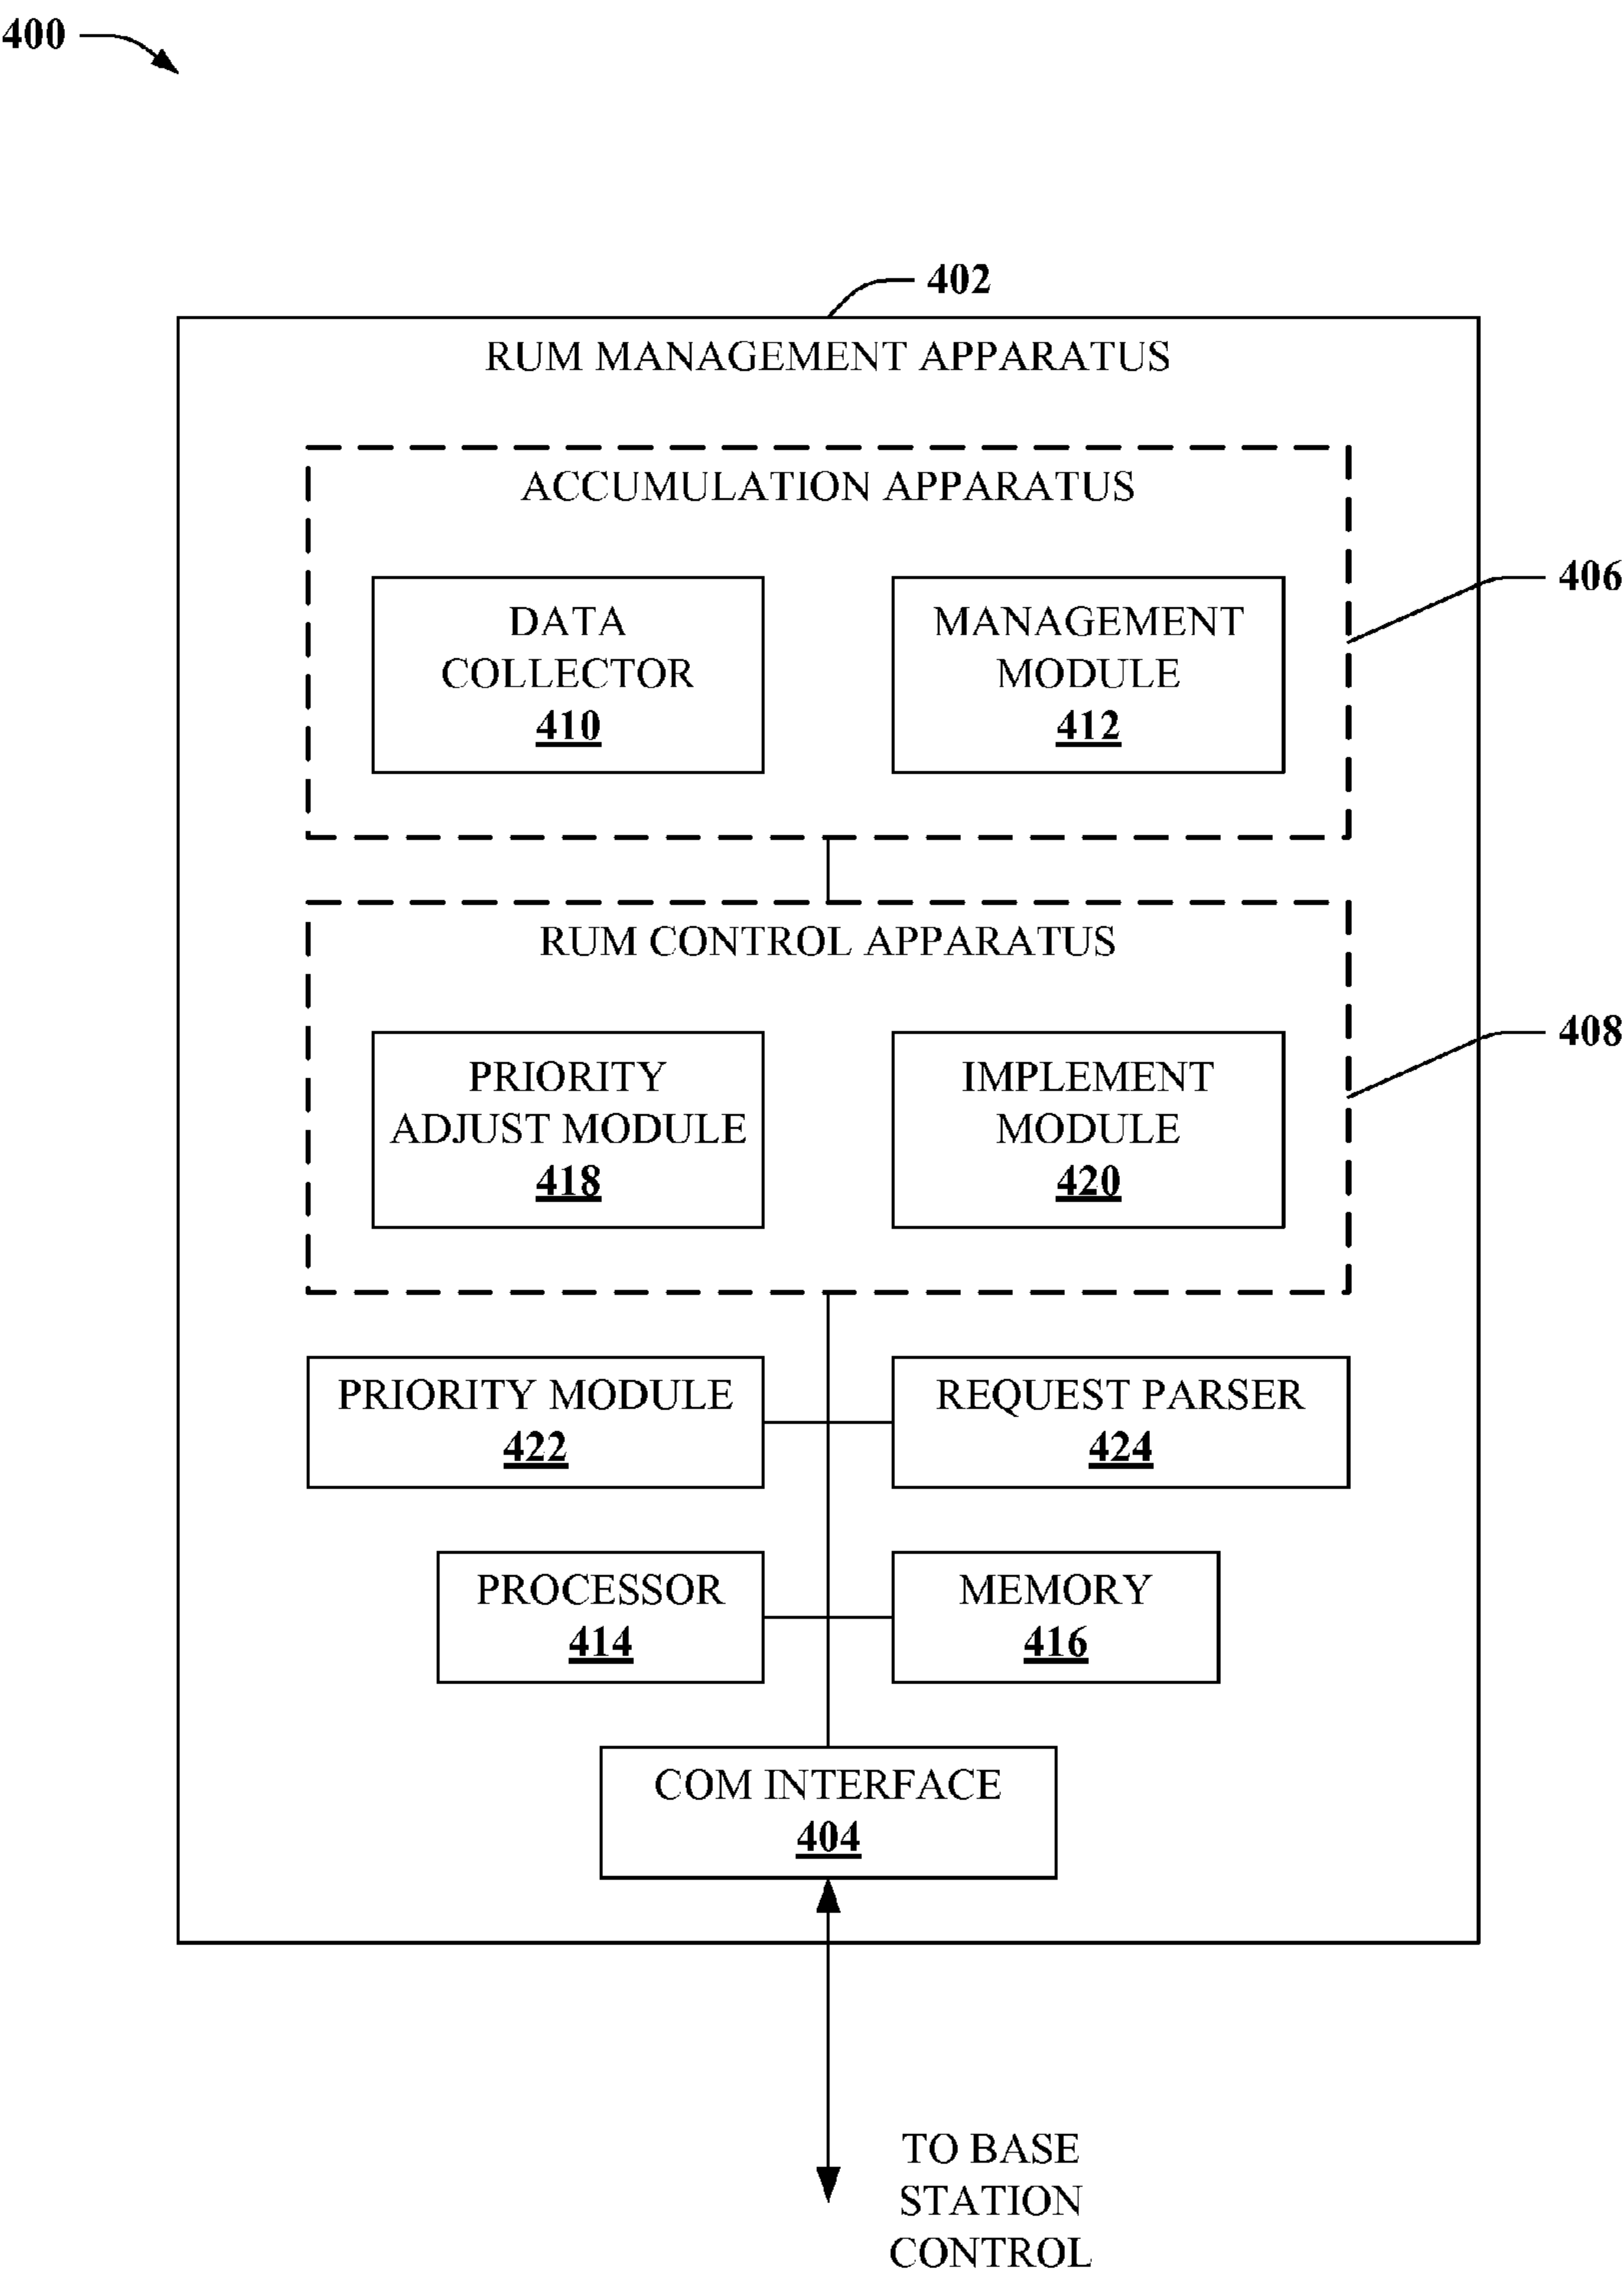 400
402
RUM MANAGEMENT APPARATUS
ACCUMULATION APPARATUS
406
DATA
COLLECTOR
410
MANAGEMENT
MODULE
412
RUM CONTROL APPARATUS
408
PRIORITY
ADJUST MODULE
418
IMPLEMENT
MODULE
420
PRIORITY MODULE
422
REQUEST PARSER
424
PROCESSOR
414
MEMORY
416
COM INTERFACE
404
TO BASE
STATION
CONTROL